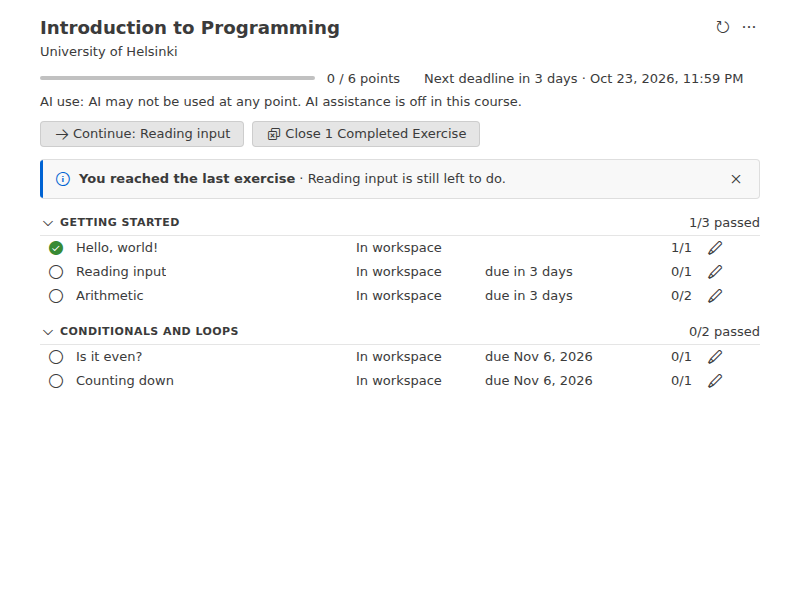 Introduction to Programming
University of Helsinki
0 / 6 points Next deadline in 3 days · Oct 23, 2026, 11:59 PM
AI use: AI may not be used at any point. AI assistance is off in this course.
Continue: Reading input Close 1 Completed Exercise
You reached the last exercise · Reading input is still left to do.
GETTING STARTED 1/3 passed
Hello, world! In workspace 1/1
Reading input In workspace due in 3 days 0/1
Arithmetic In workspace due in 3 days 0/2
CONDITIONALS AND LOOPS 0/2 passed
Is it even? In workspace due Nov 6, 2026 0/1
Counting down In workspace due Nov 6, 2026 0/1